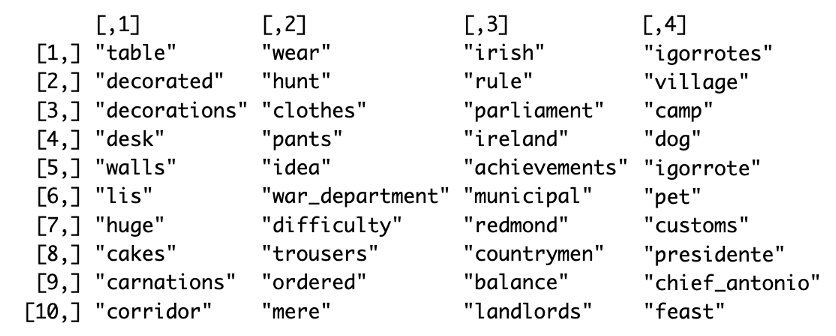 [,1] [,2] [,3] [,4]
[1,] "table" "wear" "irish" "igorrotes"
[2,] "decorated" "hunt" "rule" "village"
[3,] "decorations" "clothes" "parliament" "camp"
[4,] "desk" "pants" "ireland" "dog"
[5,] "walls" "idea" "achievements" "igorrote"
[6,] "lis" "war_department" "municipal" "pet"
[7,] "huge" "difficulty" "redmond" "customs"
[8,] "cakes" "trousers" "countrymen" "presidente"
[9,] "carnations" "ordered" "balance" "chief_antonio"
[10,] "corridor" "mere" "landlords" "feast"